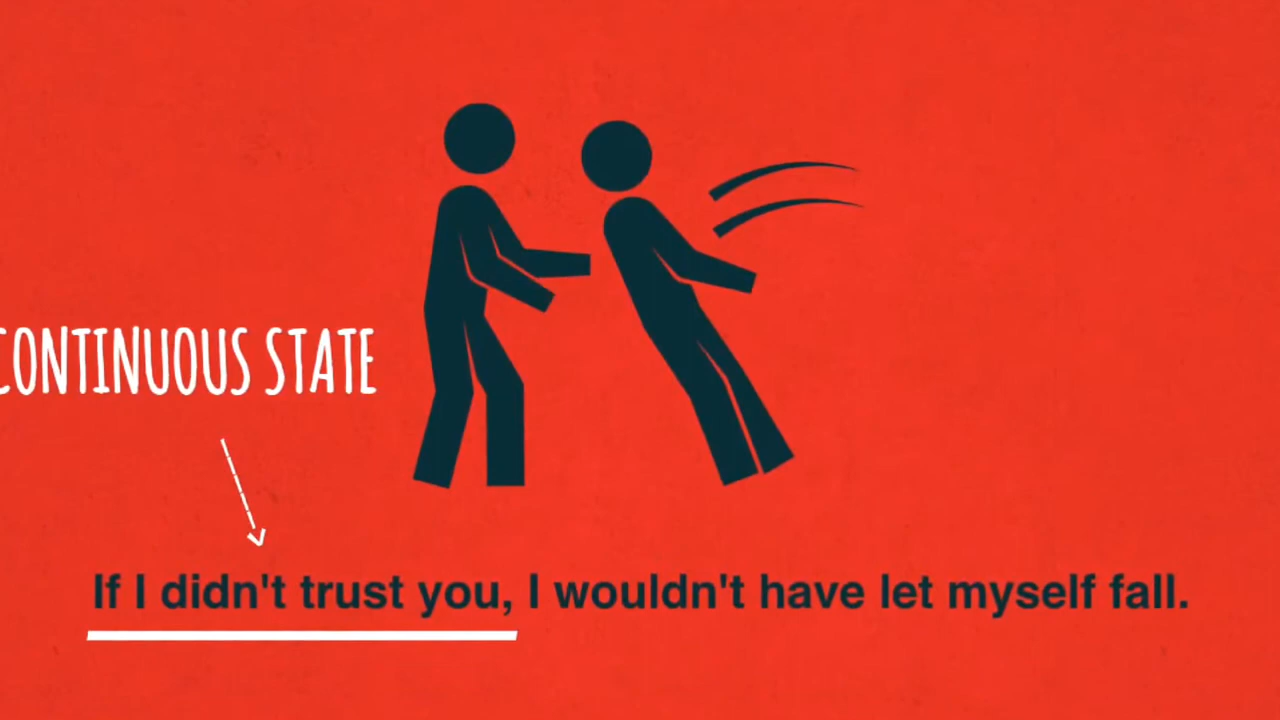 CONTINUOUS STATE
If I didn't trust you, I wouldn't have let myself fall.